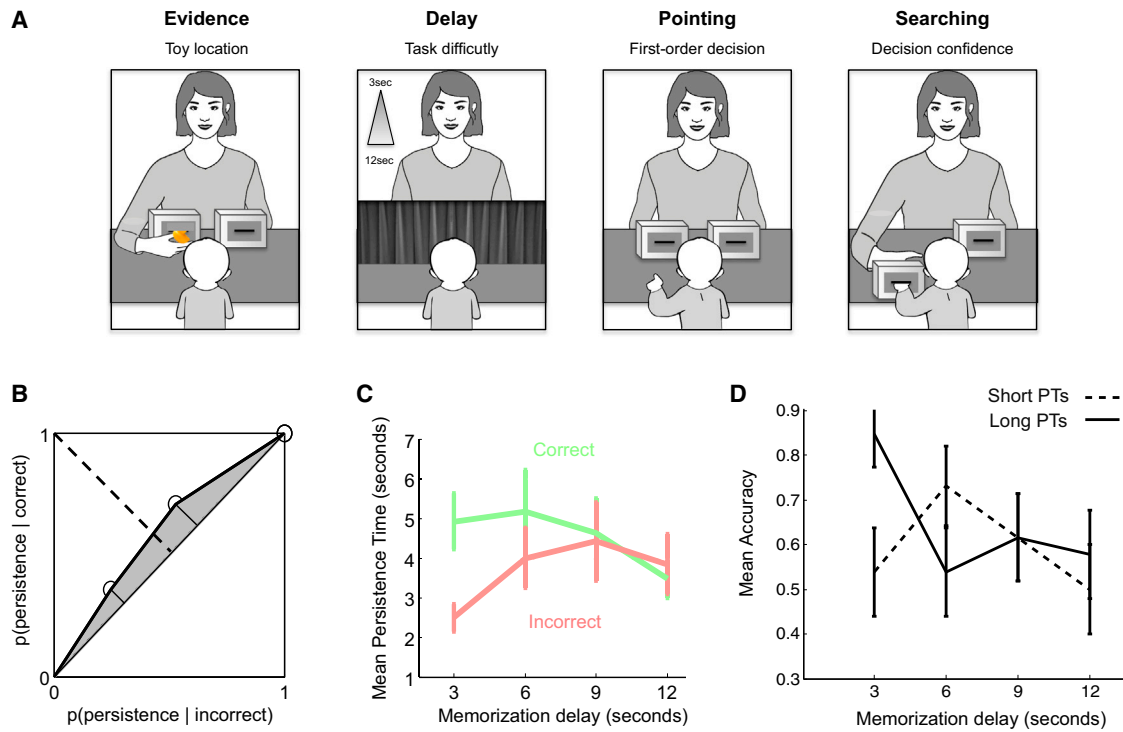 A
Evidence
Toy location
Delay
Task difficutly
3sec
12sec
Pointing
First-order decision
Searching
Decision confidence
B
1
p(persistence | correct)
0
0
1
p(persistence | incorrect)
C
Mean Persistence Time (seconds)
7
6
5
4
3
2
1
Correct
Incorrect
3
6
9
12
Memorization delay (seconds)
D
Short PTs
Long PTs
Mean Accuracy
0.9
0.8
0.7
0.6
0.5
0.4
0.3
3
6
9
12
Memorization delay (seconds)